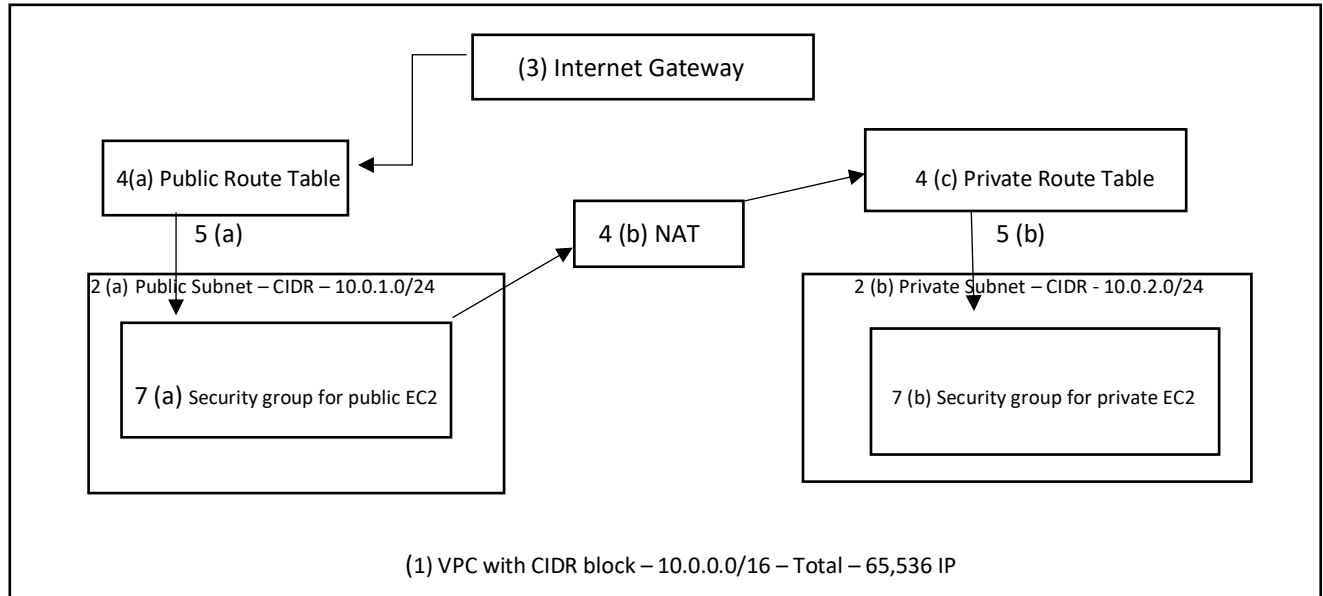 (3) Internet Gateway
4(a) Public Route Table
4 (c) Private Route Table
5 (a)
4 (b) NAT
5 (b)
2 (a) Public Subnet – CIDR – 10.0.1.0/24
2 (b) Private Subnet – CIDR - 10.0.2.0/24
7 (a) Security group for public EC2
7 (b) Security group for private EC2
(1) VPC with CIDR block – 10.0.0.0/16 – Total – 65,536 IP